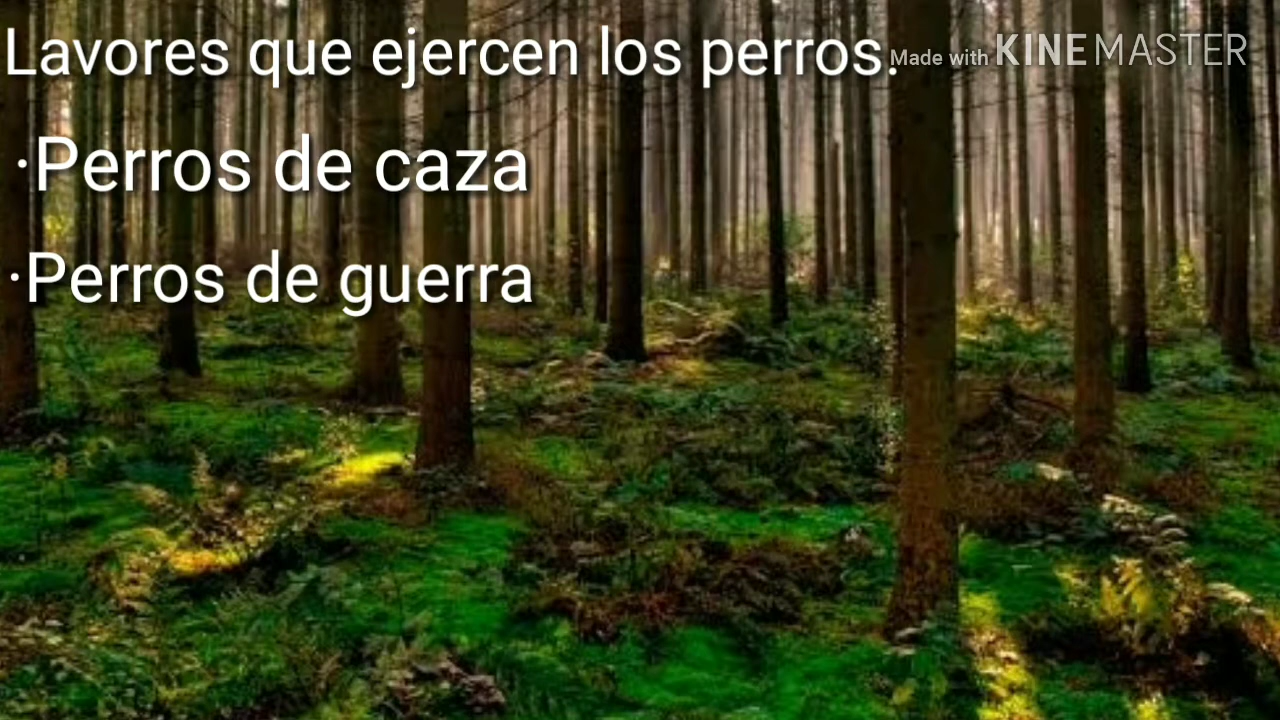 Lavores que ejercen los perros.
Made with KINEMASTER
·Perros de caza
·Perros de guerra